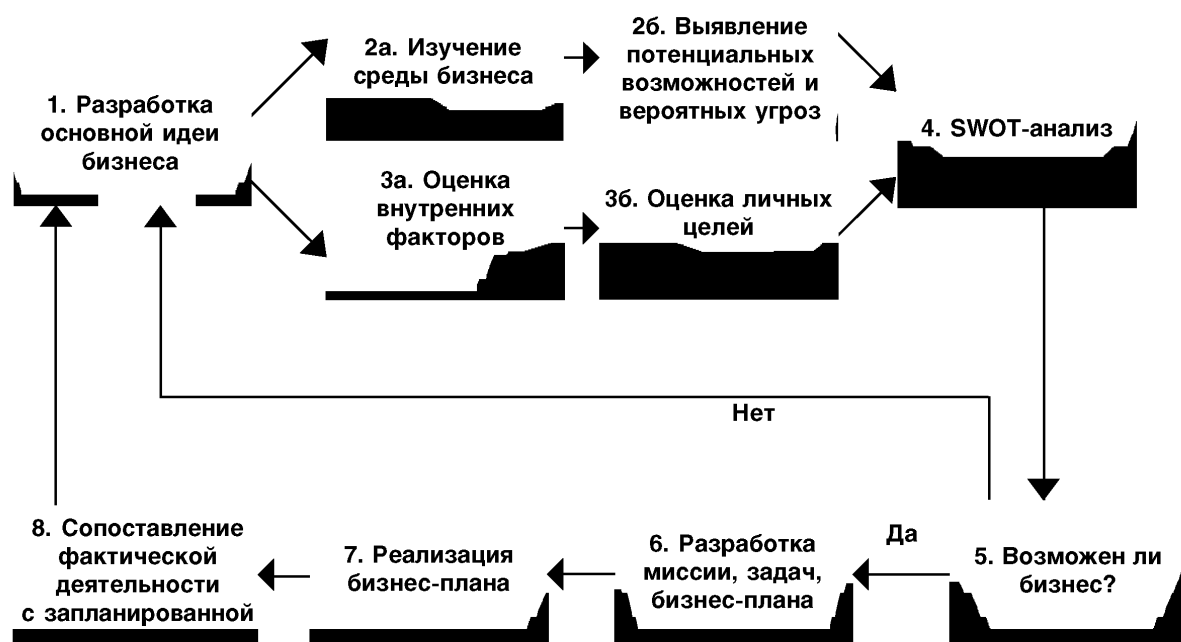 1. Разработка
основной идеи
бизнеса
2а. Изучение
среды бизнеса
2б. Выявление
потенциальных
возможностей и
вероятных угроз
3а. Оценка
внутренних
факторов
3б. Оценка личных
целей
4. SWOT-анализ
Нет
Да
5. Возможен ли
бизнес?
6. Разработка
миссии, задач,
бизнес-плана
7. Реализация
бизнес-плана
8. Сопоставление
фактической
деятельности
с запланированной